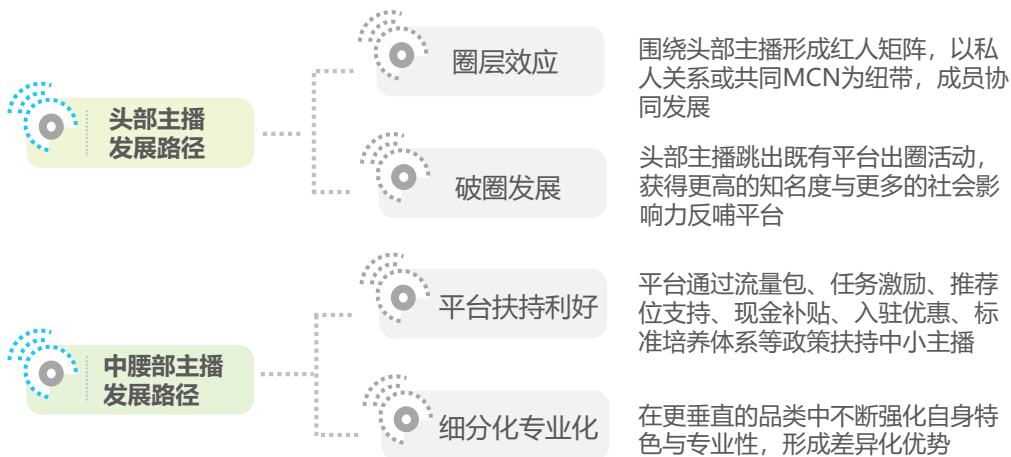 头部主播
发展路径
圈层效应
围绕头部主播形成红人矩阵，以私
人关系或共同MCN为纽带，成员协
同发展
破圈发展
头部主播跳出既有平台出圈活动，
获得更高的知名度与更多的社会影
响力反哺平台
中腰部主播
发展路径
平台扶持利好
平台通过流量包、任务激励、推荐
位支持、现金补贴、入驻优惠、标
准培养体系等政策扶持中小主播
细分化专业化
在更垂直的品类中不断强化自身特
色与专业性，形成差异化优势